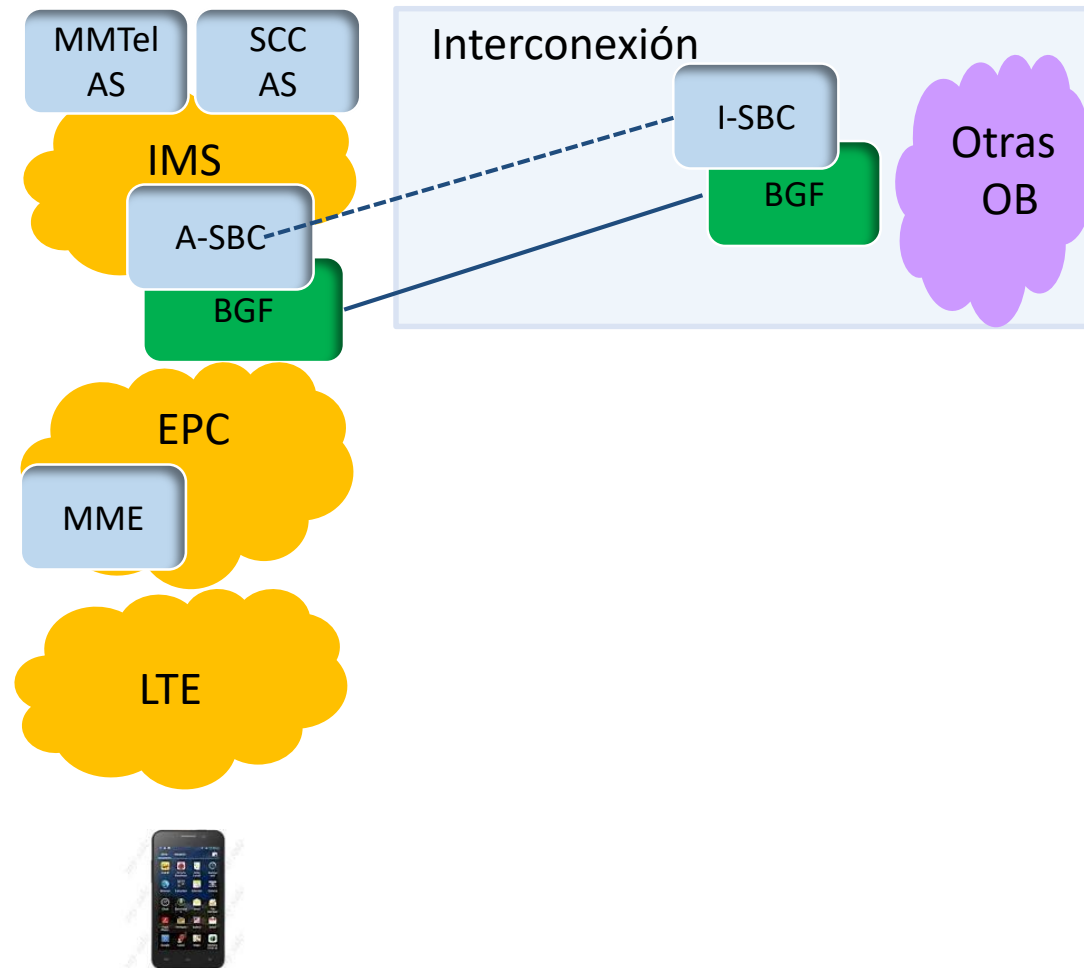 MMTel
AS
SCC
AS
Interconexión
I-SBC
Otras
OB
IMS
BGF
A-SBC
BGF
EPC
MME
LTE